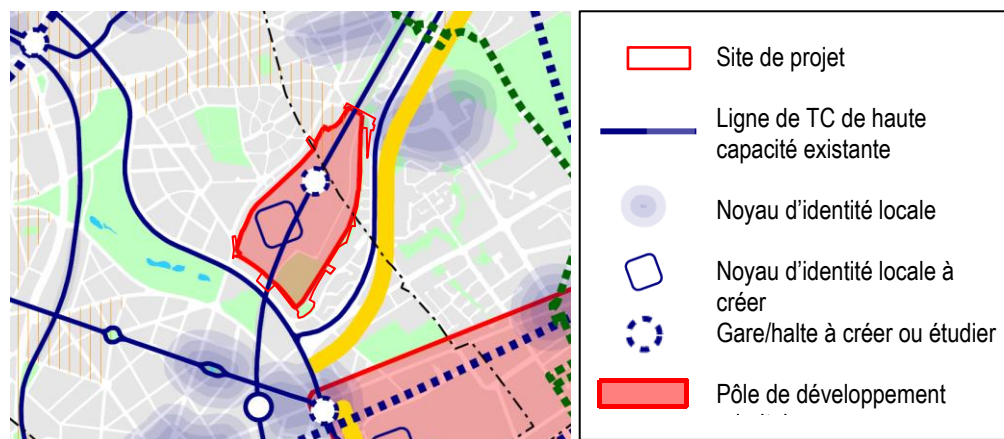 Site de projet
Ligne de TC de haute
capacité existante
Noyau d'identité locale
Noyau d'identité locale à
créer
Gare/halte à créer ou étudier
Pôle de développement